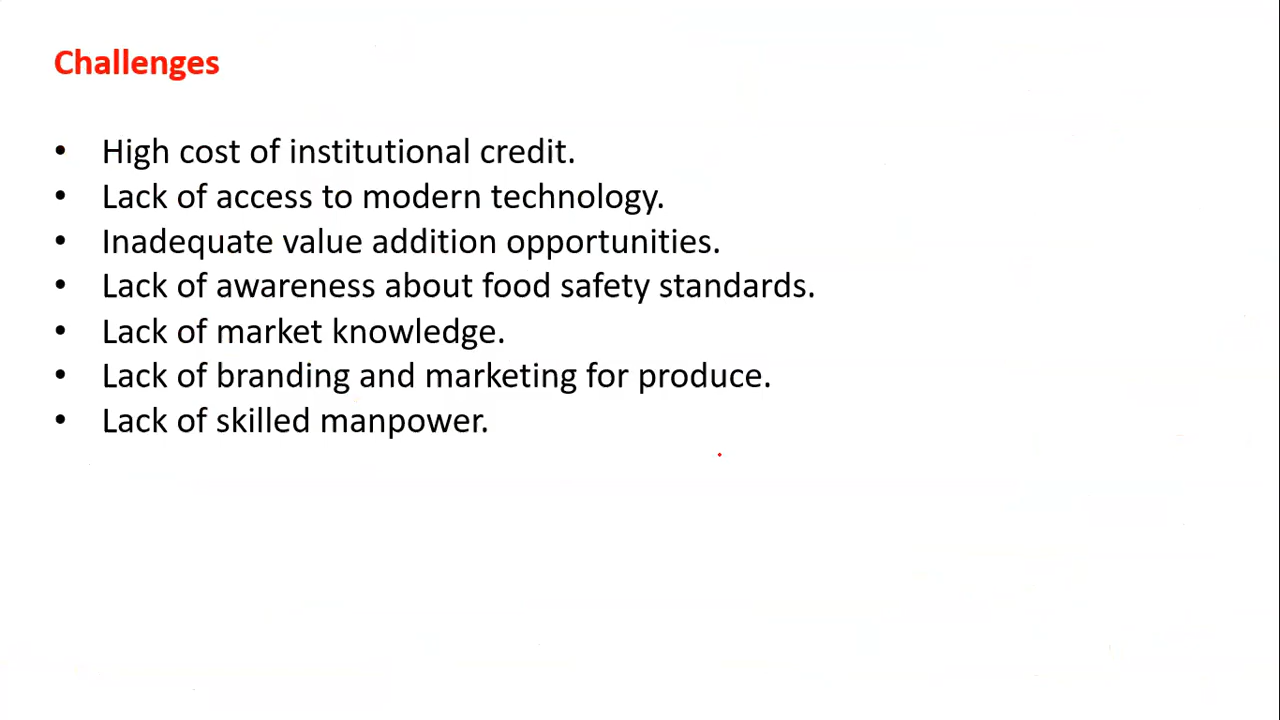 Challenges
• High cost of institutional credit.
• Lack of access to modern technology.
• Inadequate value addition opportunities.
• Lack of awareness about food safety standards.
• Lack of market knowledge.
• Lack of branding and marketing for produce.
• Lack of skilled manpower.